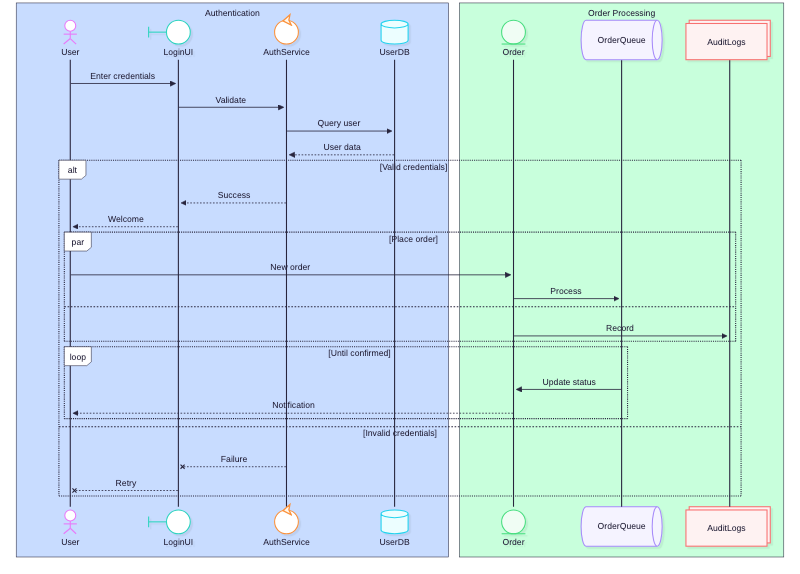 Authentication
Order Processing
User
LoginUI
AuthService
UserDB
Order
OrderQueue
AuditLogs
Enter credentials
Validate
Query user
User data
alt
[Valid credentials]
Success
Welcome
par
[Place order]
New order
Process
Record
loop
[Until confirmed]
Update status
Notification
[Invalid credentials]
Failure
Retry
User
LoginUI
AuthService
UserDB
Order
OrderQueue
AuditLogs